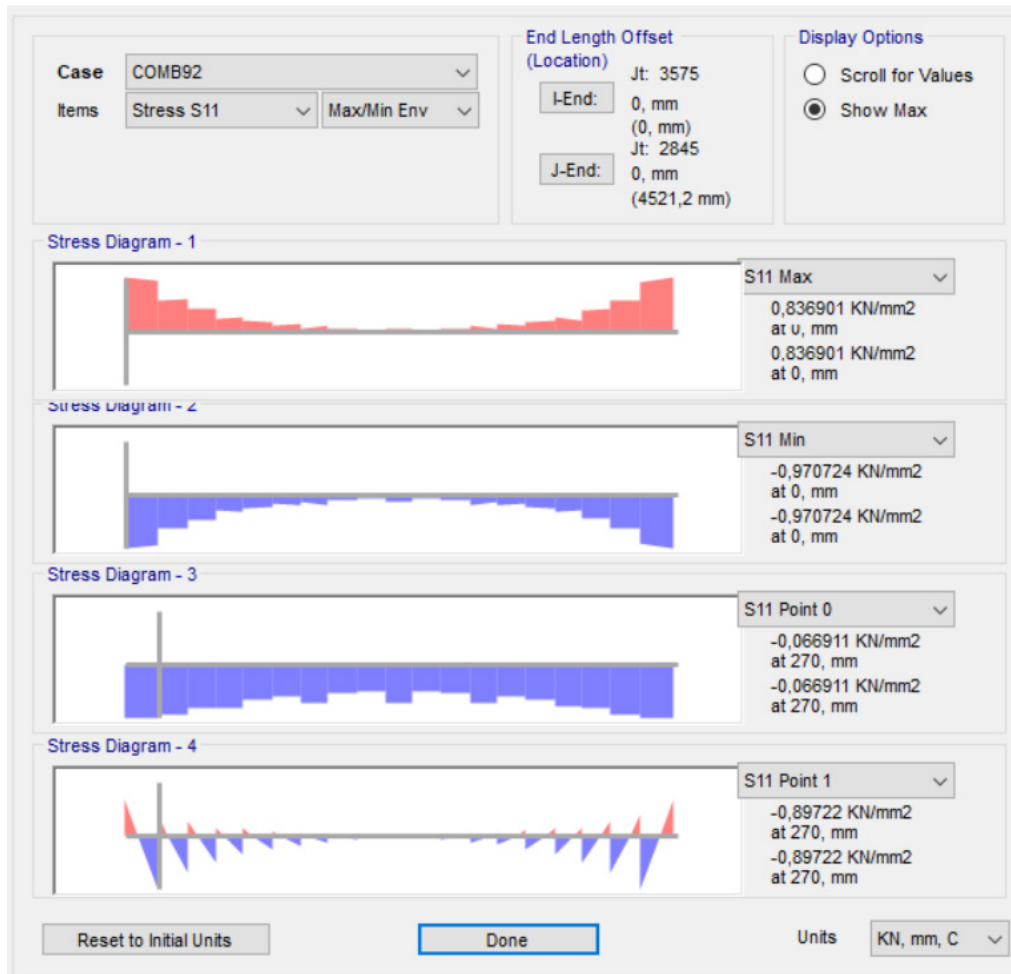 Case COMB92
Items Stress S11 Max/Min Env
End Length Offset
(Location)
I-End: Jt: 3575
0, mm
(0, mm)
J-End: Jt: 2845
0, mm
(4521,2 mm)
Display Options
Scroll for Values
Show Max
Stress Diagram - 1
S11 Max
0,836901 KN/mm2
at 0, mm
0,836901 KN/mm2
at 0, mm
Stress Diagram - 2
S11 Min
-0,970724 KN/mm2
at 0, mm
-0,970724 KN/mm2
at 0, mm
Stress Diagram - 3
S11 Point 0
-0,066911 KN/mm2
at 270, mm
-0,066911 KN/mm2
at 270, mm
Stress Diagram - 4
S11 Point 1
-0,89722 KN/mm2
at 270, mm
-0,89722 KN/mm2
at 270, mm
Reset to Initial Units
Done
Units KN, mm, C